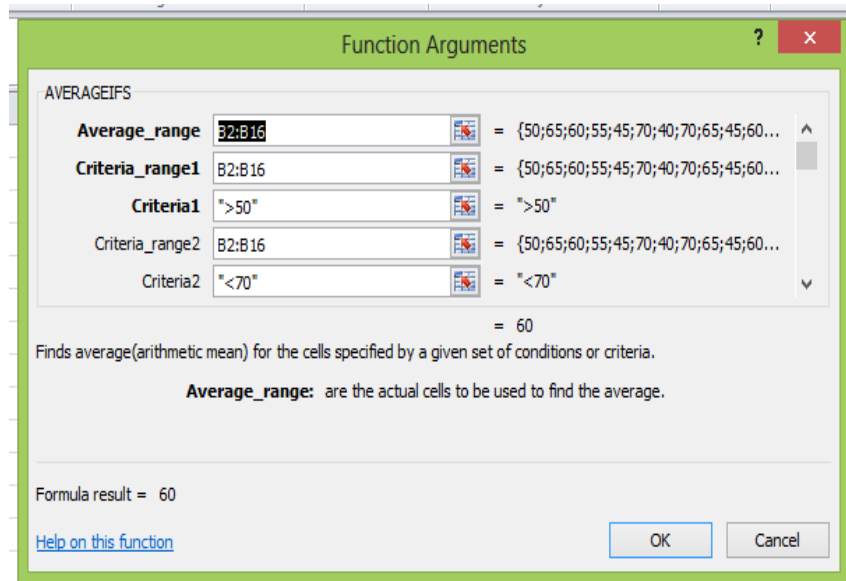 Function Arguments ? ×
AVERAGEIFS
Average_range B2:B16 = {50;65;60;55;45;70;40;70;65;45;60...
Criteria_range1 B2:B16 = {50;65;60;55;45;70;40;70;65;45;60...
Criteria1 ">50" = ">50"
Criteria_range2 B2:B16 = {50;65;60;55;45;70;40;70;65;45;60...
Criteria2 "<70" = "<70"
= 60
Finds average(arithmetic mean) for the cells specified by a given set of conditions or criteria.
Average_range: are the actual cells to be used to find the average.
Formula result = 60
Help on this function OK Cancel